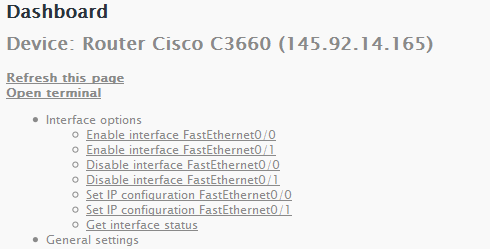 Dashboard
Device: Router Cisco C3660 (145.92.14.165)
Refresh this page
Open terminal
Interface options
Enable interface FastEthernet0/0
Enable interface FastEthernet0/1
Disable interface FastEthernet0/0
Disable interface FastEthernet0/1
Set IP configuration FastEthernet0/0
Set IP configuration FastEthernet0/1
Get interface status
General settings